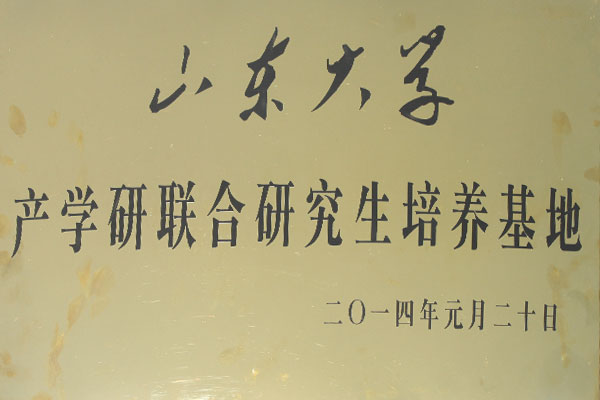 山东大学
产学研联合研究生培养基地
二〇一四年元月二十日